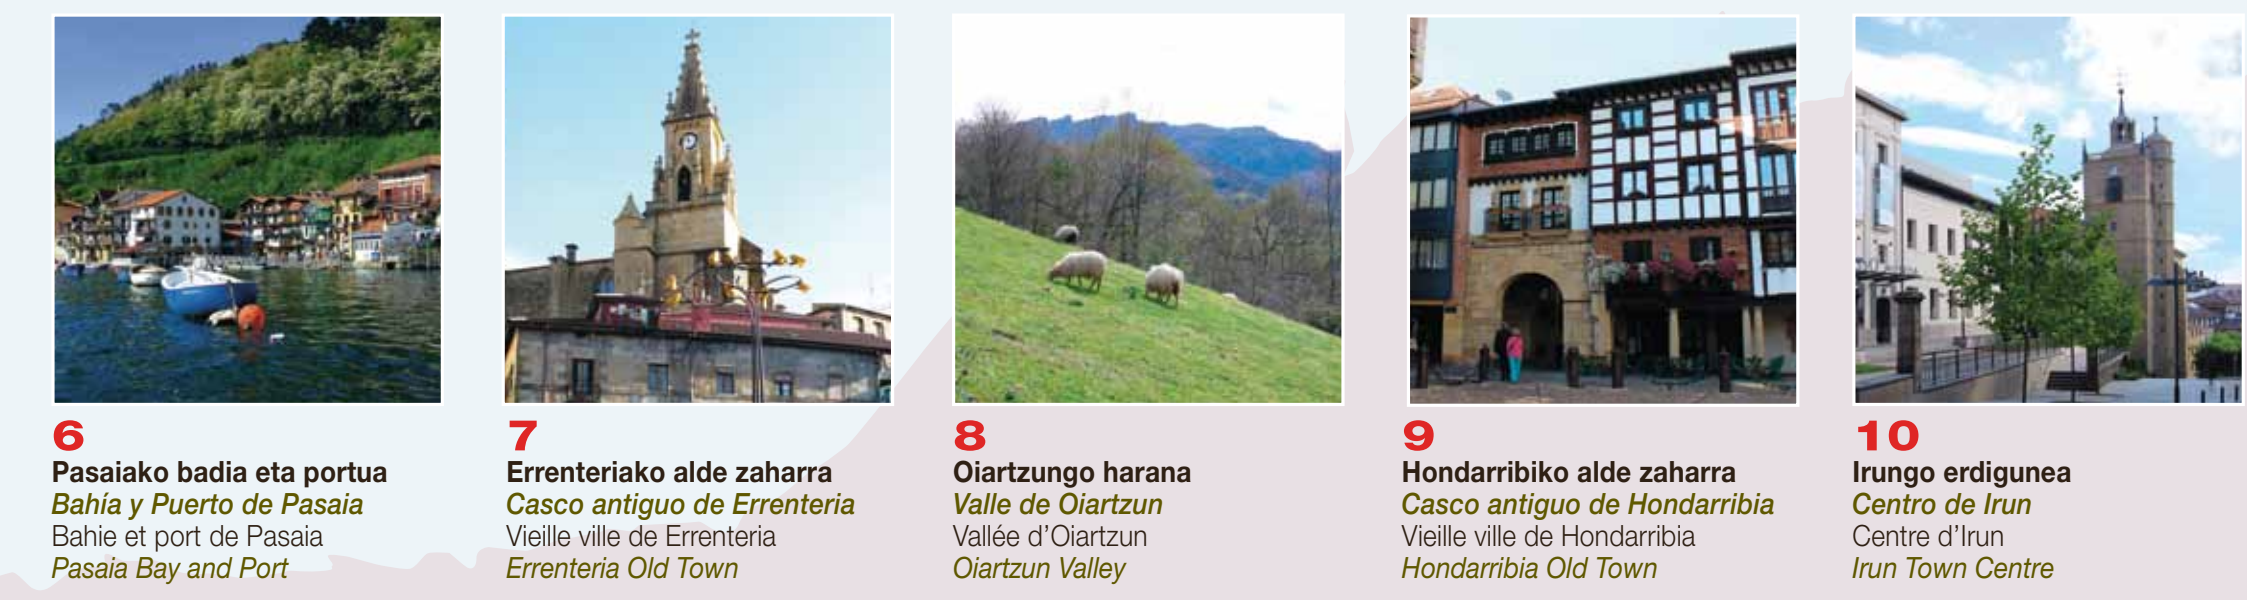 6
Pasaiako badia eta portua
Bahía y Puerto de Pasaia
Bahie et port de Pasaia
Pasaia Bay and Port
7
Errenteriako alde zaharra
Casco antiguo de Errenteria
Vieille ville de Errenteria
Errenteria Old Town
8
Oiartzungo harana
Valle de Oiartzun
Vallée d'Oiartzun
Oiartzun Valley
9
Hondarribiko alde zaharra
Casco antiguo de Hondarribia
Vieille ville de Hondarribia
Hondarribia Old Town
10
Irungo erdigunea
Centro de Irun
Centre d'Irun
Irun Town Centre